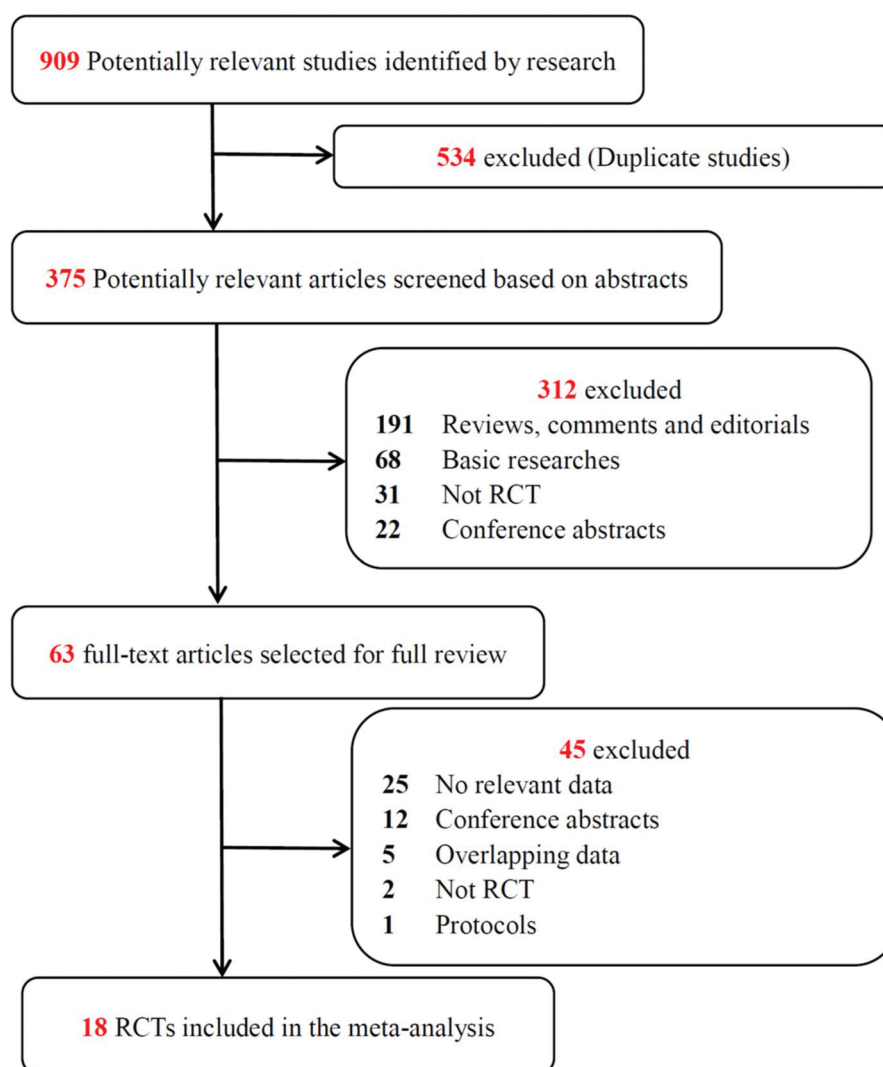 909 Potentially relevant studies identified by research
534 excluded (Duplicate studies)
375 Potentially relevant articles screened based on abstracts
312 excluded
191 Reviews, comments and editorials
68 Basic researches
31 Not RCT
22 Conference abstracts
63 full-text articles selected for full review
45 excluded
25 No relevant data
12 Conference abstracts
5 Overlapping data
2 Not RCT
1 Protocols
18 RCTs included in the meta-analysis